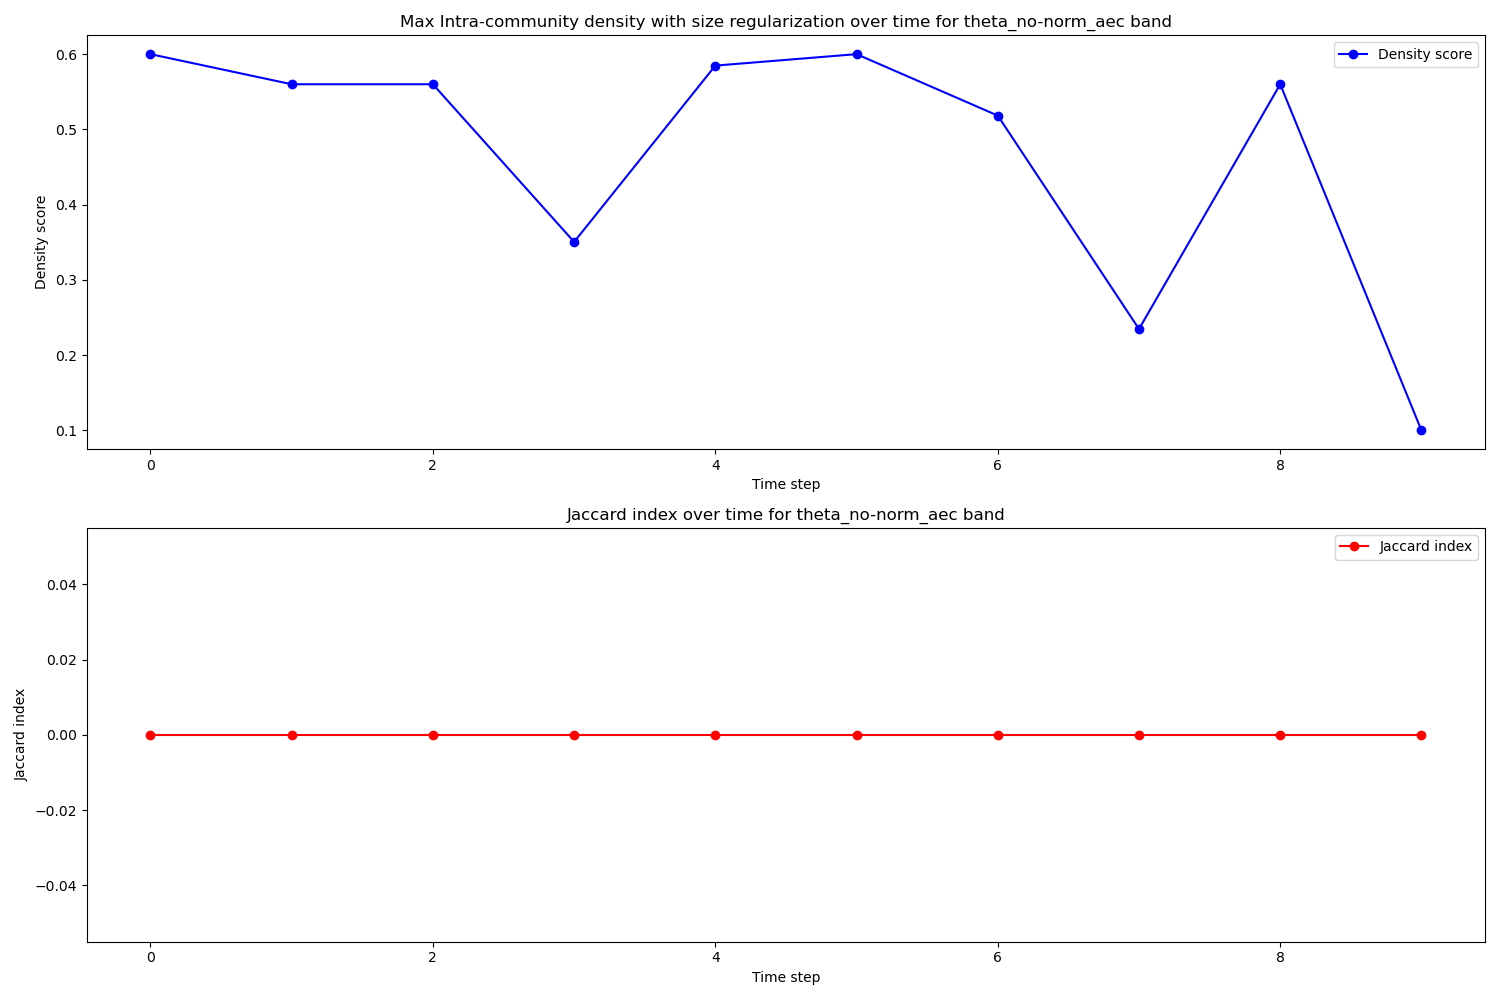 Max Intra-community density with size regularization over time for theta_no-norm_aec band
Density score
0.6
0.5
0.4
0.3
0.2
0.1
Density score
0 2 4 6 8
Time step
Jaccard index over time for theta_no-norm_aec band
Jaccard index
0.04
0.02
0.00
−0.02
−0.04
Jaccard index
0 2 4 6 8
Time step